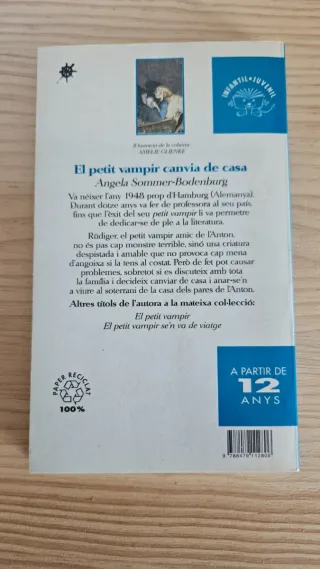 INFANTIL • JUVENIL
Il·lustració de la coberta:
AMELIE GLIENKE
El petit vampir canvia de casa
Angela Sommer-Bodenburg
Va néixer l'any 1948 prop d'Hamburg (Alemanya).
Durant dotze anys va fer de professora al seu país,
fins que l'èxit del seu petit vampir li va permetre
de dedicar-se de ple a la literatura.
Rüdiger, el petit vampir amic de l'Anton,
no és pas cap monstre terrible, sinó una criatura
despistada i amable que no provoca cap mena
d'angoixa si la tens al costat. Però de fet pot causar
problemes, sobretot si es discuteix amb tota
la família i decideix canviar de casa i anar-se'n
a viure al soterrani de la casa dels pares de l'Anton.
Altres títols de l'autora a la mateixa col·lecció:
El petit vampir
El petit vampir se'n va de viatge
PAPER RECICLAT
100%
A PARTIR DE
12
ANYS